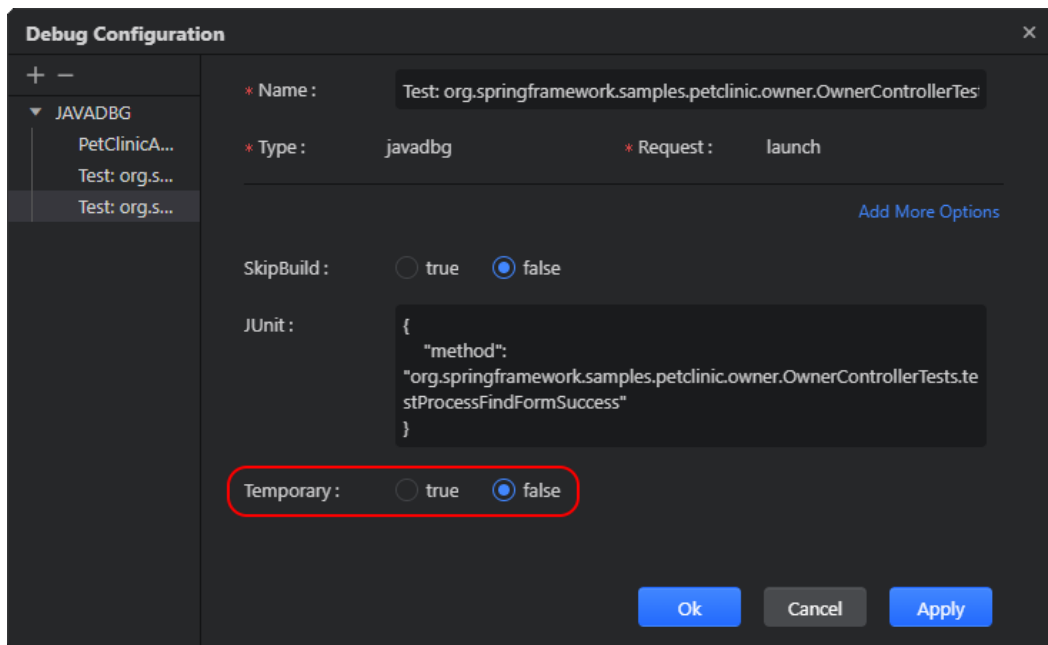 Debug Configuration
JAVADBG
PetClinicA...
Test: org.s...
Test: org.s...
* Name :
Test: org.springframework.samples.petclinic.owner.OwnerControllerTes
* Type : javadbg * Request : launch
Add More Options
SkipBuild : true false
JUnit :
{
"method":
"org.springframework.samples.petclinic.owner.OwnerControllerTests.te
stProcessFindFormSuccess"
}
Temporary : true false
Ok Cancel Apply